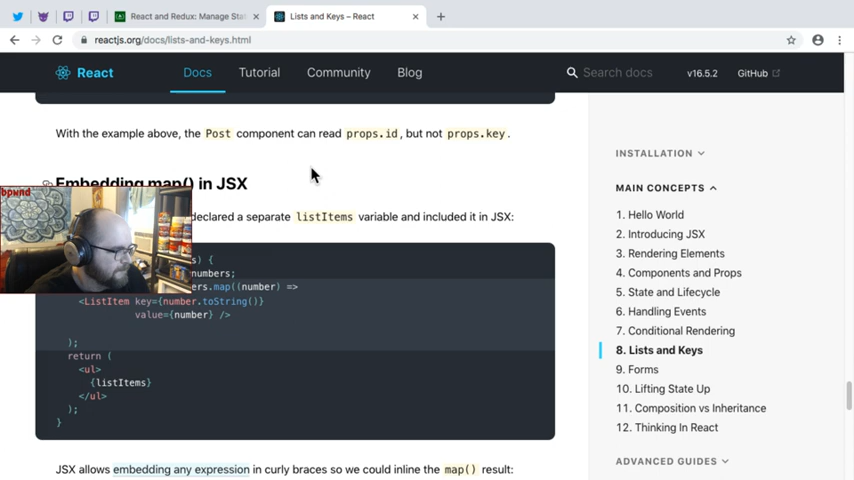 React and Redux: Manage Sta
Lists and Keys – React
reactjs.org/docs/lists-and-keys.html
React
Docs
Tutorial
Community
Blog
Search docs
v16.5.2
GitHub
With the example above, the Post component can read props.id, but not props.key.
Embedding map() in JSX
declared a separate listItems variable and included it in JSX:
s) {
numbers;
ers.map((number) =>
<ListItem key={number.toString()}
value={number} />
);
return (
<ul>
{listItems}
</ul>
);
}
JSX allows embedding any expression in curly braces so we could inline the map() result:
INSTALLATION
MAIN CONCEPTS
1. Hello World
2. Introducing JSX
3. Rendering Elements
4. Components and Props
5. State and Lifecycle
6. Handling Events
7. Conditional Rendering
8. Lists and Keys
9. Forms
10. Lifting State Up
11. Composition vs Inheritance
12. Thinking In React
ADVANCED GUIDES